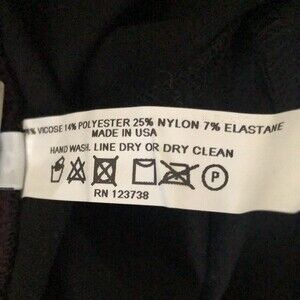 VICOSE 14% POLYESTER 25% NYLON 7% ELASTANE
MADE IN USA
HAND WASH. LINE DRY OR DRY CLEAN
P
RN 123738